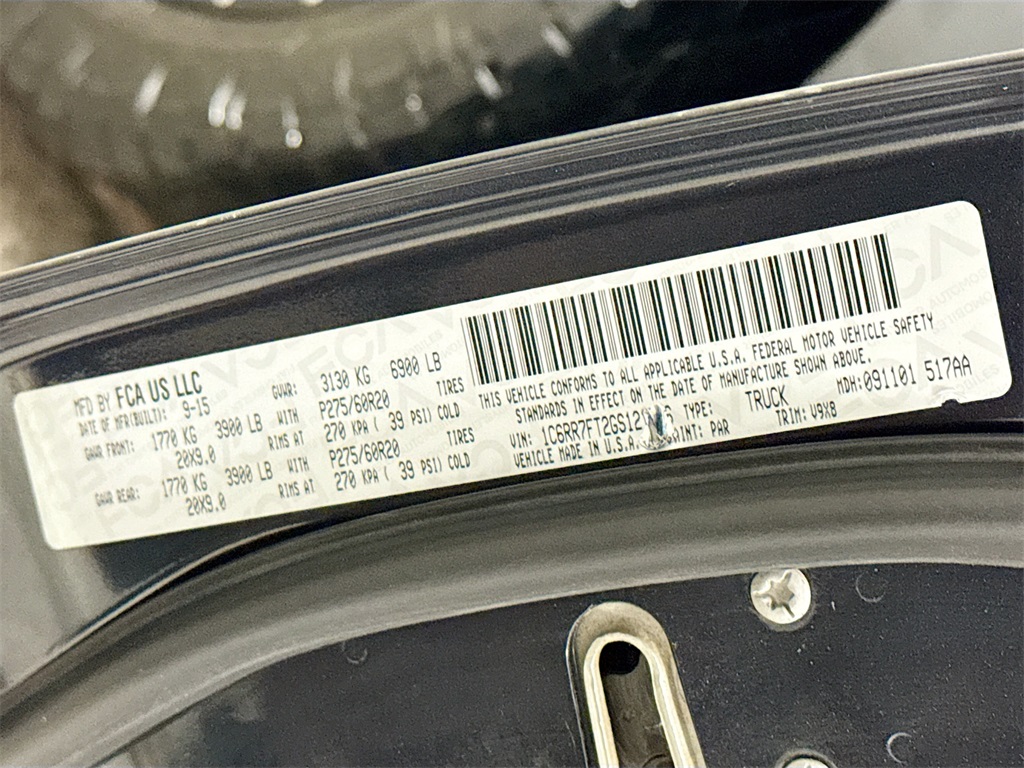 MFD BY FCA US LLC
DATE OF MFR(BUILT): 9-15 GVWR: 3130 KG 6900 LB
GAWR FRONT: 1770 KG 3900 LB WITH P275/60R20 TIRES
20X9.0 RIMS AT 270 KPA ( 39 PSI) COLD
GAWR REAR: 1770 KG 3900 LB WITH P275/60R20 TIRES
20X9.0 RIMS AT 270 KPA ( 39 PSI) COLD
THIS VEHICLE CONFORMS TO ALL APPLICABLE U.S.A. FEDERAL MOTOR VEHICLE SAFETY
STANDARDS IN EFFECT ON THE DATE OF MANUFACTURE SHOWN ABOVE.
VIN: TYPE: TRUCK MDH:091101 517AA
VEHICLE MADE IN U.S.A. PAINT: PAR TRIM: V9X8